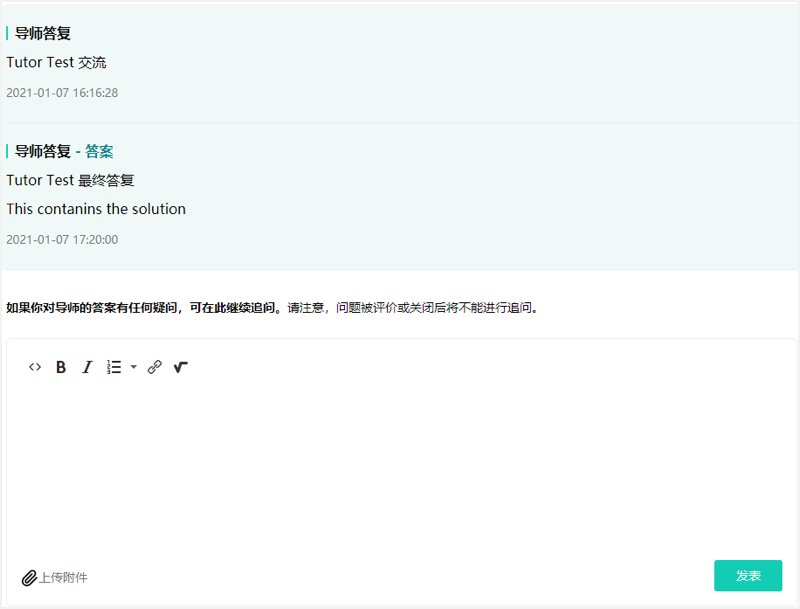 导师答复
Tutor Test 交流
2021-01-07 16:16:28
导师答复 - 答案
Tutor Test 最终答复
This contanins the solution
2021-01-07 17:20:00
如果你对导师的答案有任何疑问，可在此继续追问。请注意，问题被评价或关闭后将不能进行追问。
上传附件
发表